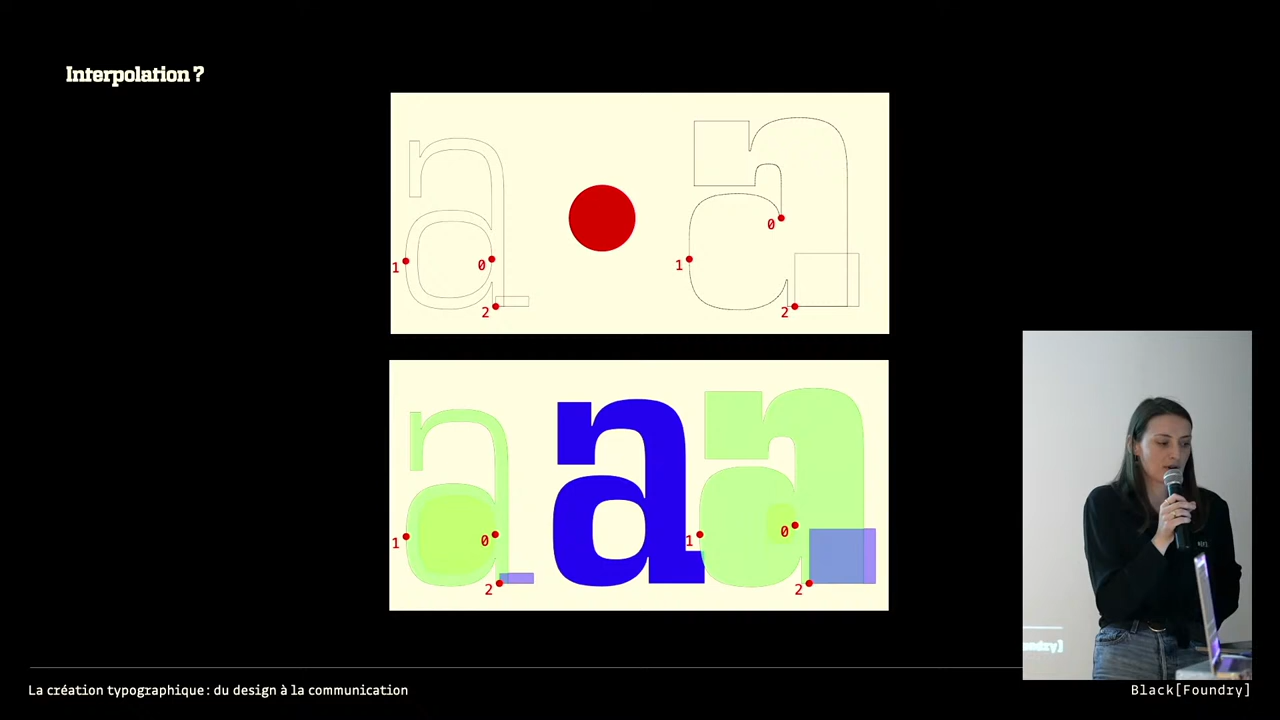 Interpolation ?
a a
1 0 2
1 0 2
a a a
1 0 2
1 0 2
ndry]
La création typographique : du design à la communication
Black[Foundry]